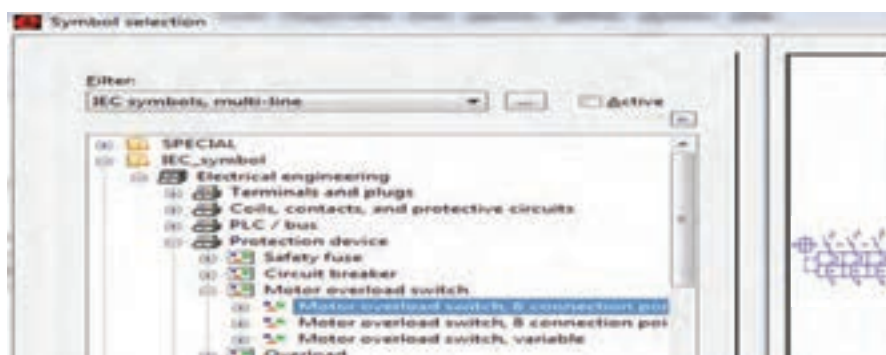 Symbol selection
Filter:
IEC symbols, multi-line
... Active
SPECIAL
IEC_symbol
Electrical engineering
Terminals and plugs
Coils, contacts, and protective circuits
PLC / bus
Protection device
Safety fuse
Circuit breaker
Motor overload switch
Motor overload switch, 6 connection poi
Motor overload switch, 8 connection poi
Motor overload switch, variable
Overload